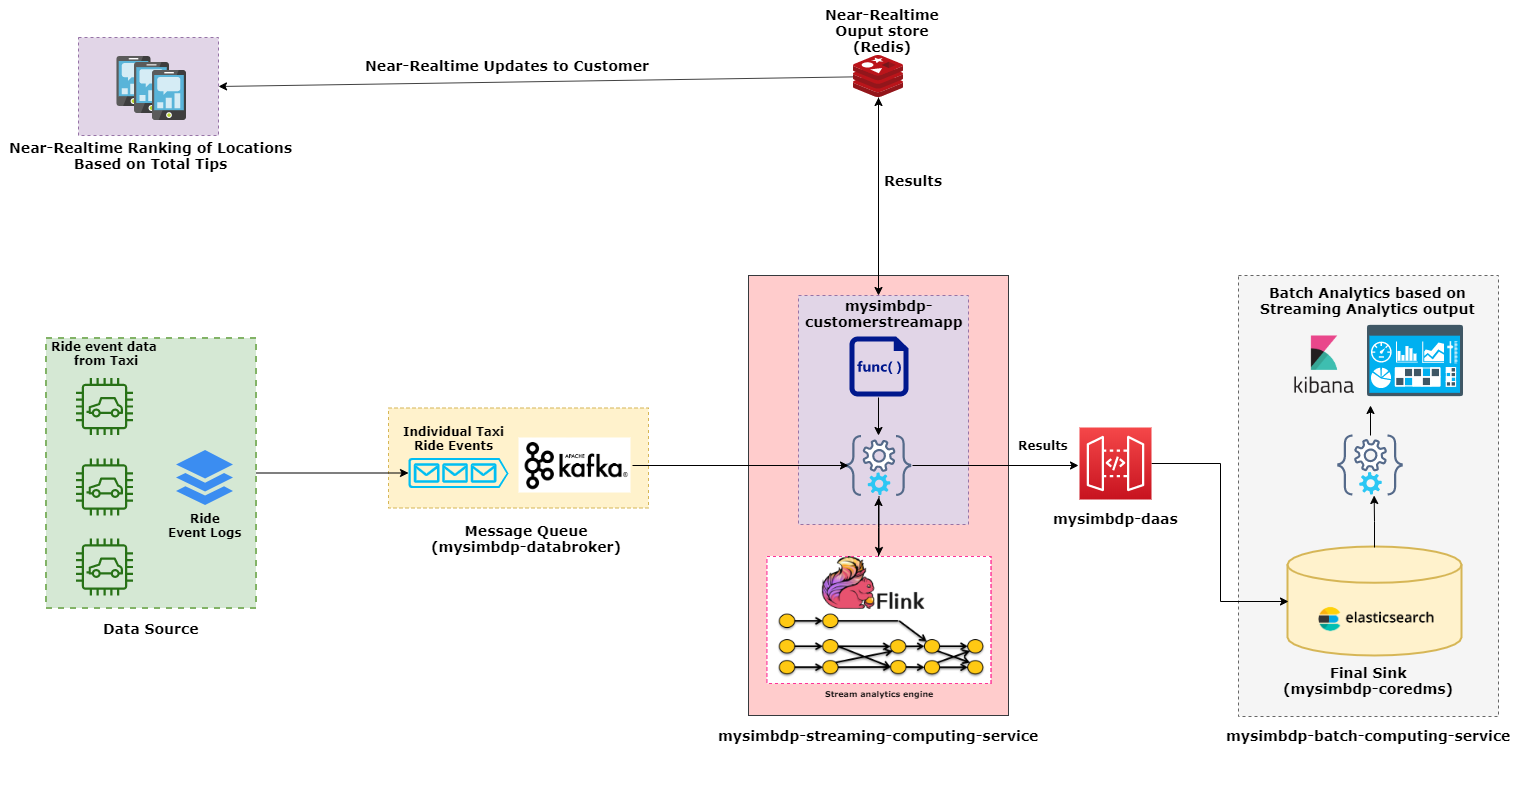 Near-Realtime
Ouput store
(Redis)
Near-Realtime Updates to Customer
Near-Realtime Ranking of Locations
Based on Total Tips
Results
mysimbdp-
customerstreamapp
func( )
Ride event data
from Taxi
Ride
Event Logs
Data Source
Individual Taxi
Ride Events
APACHE
kafka®
Message Queue
(mysimbdp-databroker)
Flink
Stream analytics engine
mysimbdp-streaming-computing-service
Results
</>
mysimbdp-daas
Batch Analytics based on
Streaming Analytics output
kibana
elasticsearch
Final Sink
(mysimbdp-coredms)
mysimbdp-batch-computing-service